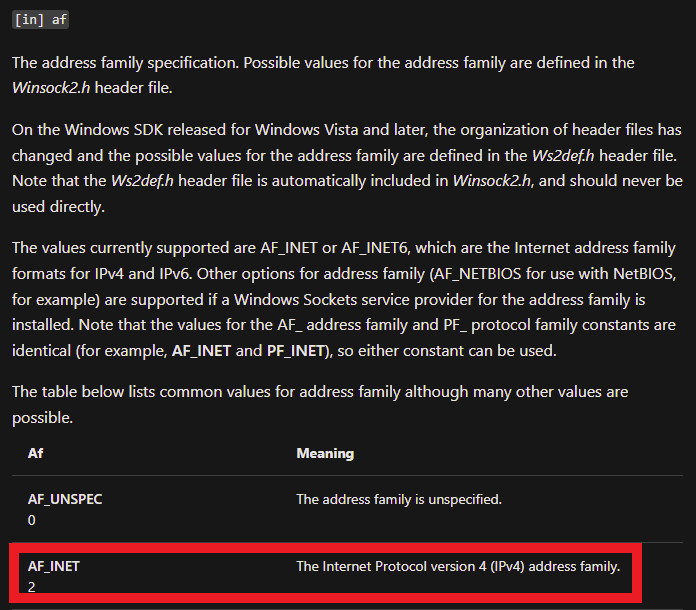 [in] af
The address family specification. Possible values for the address family are defined in the
Winsock2.h header file.
On the Windows SDK released for Windows Vista and later, the organization of header files has
changed and the possible values for the address family are defined in the Ws2def.h header file.
Note that the Ws2def.h header file is automatically included in Winsock2.h, and should never be
used directly.
The values currently supported are AF_INET or AF_INET6, which are the Internet address family
formats for IPv4 and IPv6. Other options for address family (AF_NETBIOS for use with NetBIOS,
for example) are supported if a Windows Sockets service provider for the address family is
installed. Note that the values for the AF_ address family and PF_ protocol family constants are
identical (for example, AF_INET and PF_INET), so either constant can be used.
The table below lists common values for address family although many other values are
possible.
Af Meaning
AF_UNSPEC The address family is unspecified.
0
AF_INET The Internet Protocol version 4 (IPv4) address family.
2